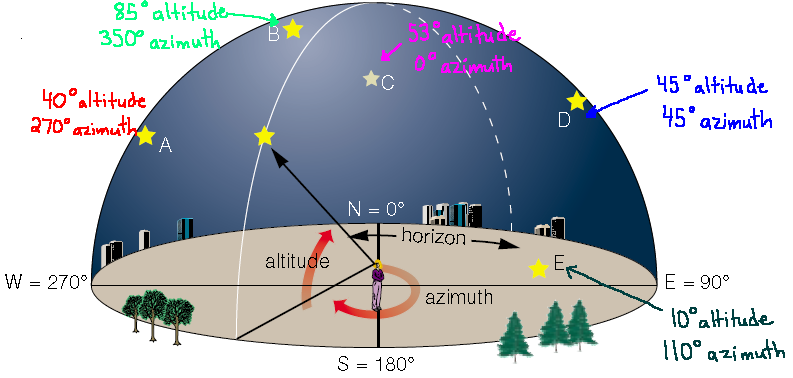 85° altitude
350° azimuth
B
53° altitude
0° azimuth
C
40° altitude
270° azimuth
A
45° altitude
45° azimuth
D
N = 0°
horizon
altitude
E
W = 270°
E = 90°
azimuth
10° altitude
110° azimuth
S = 180°